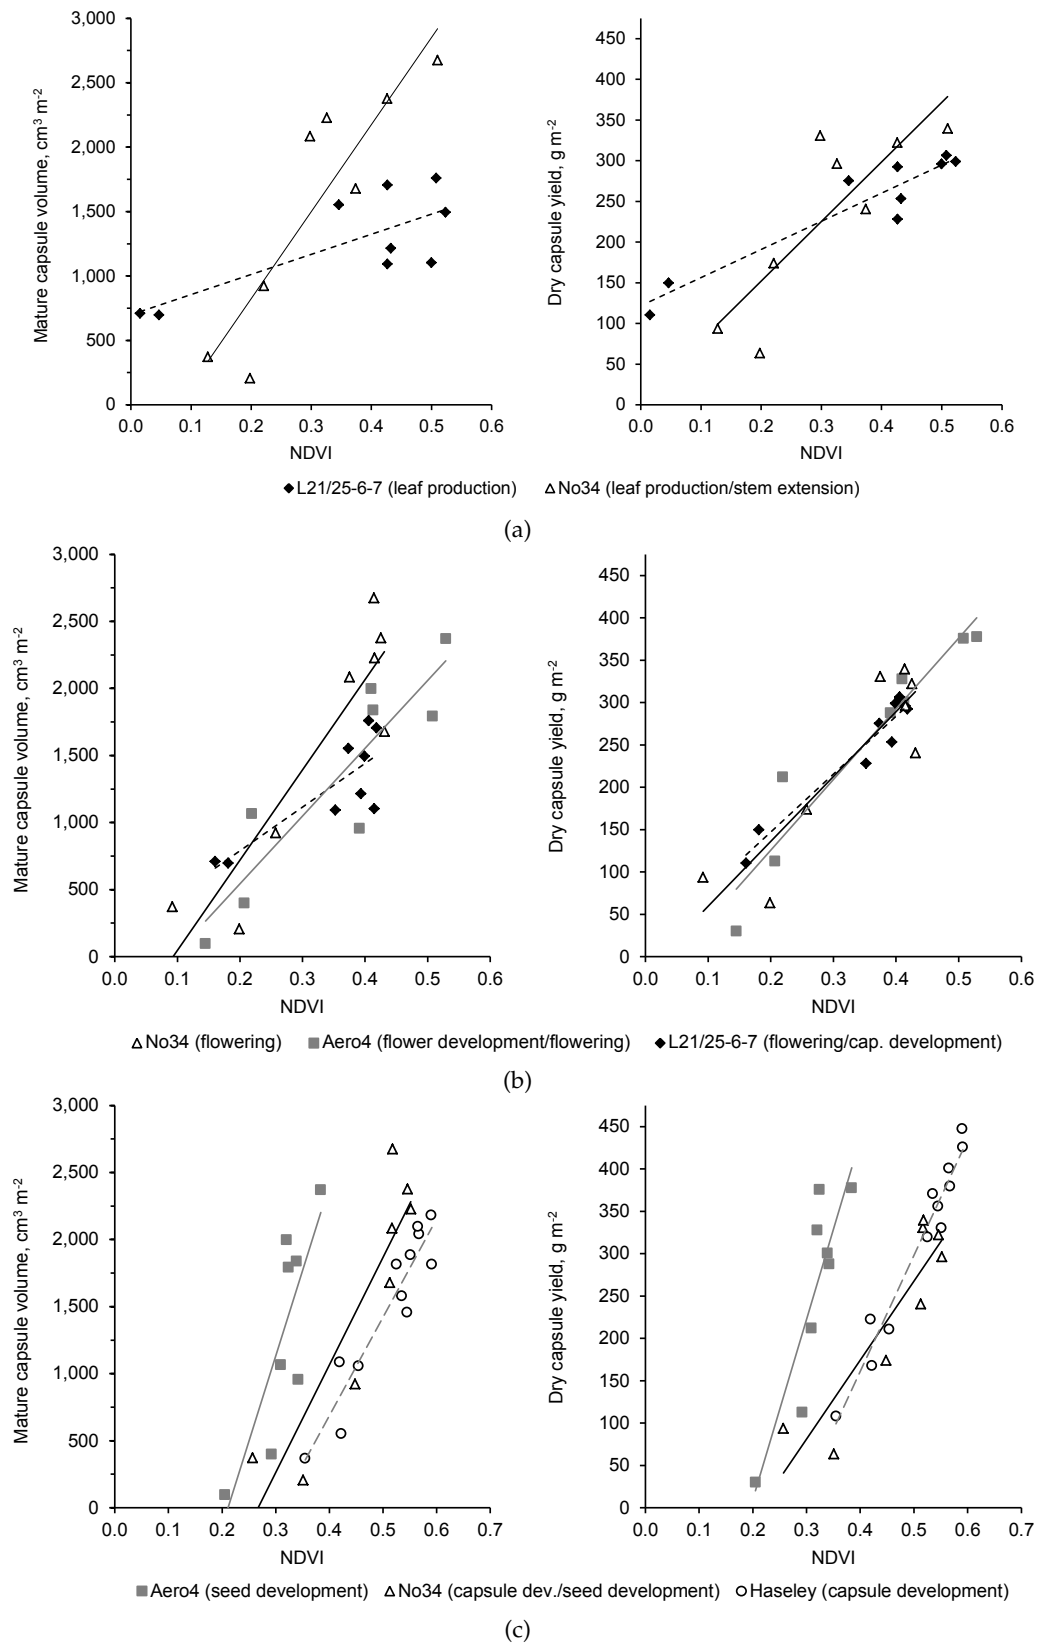 Mature capsule volume, cm³ m⁻²
3,000
2,500
2,000
1,500
1,000
500
0
0.0 0.1 0.2 0.3 0.4 0.5 0.6
NDVI
Dry capsule yield, g m⁻²
450
400
350
300
250
200
150
100
50
0
0.0 0.1 0.2 0.3 0.4 0.5 0.6
NDVI
L21/25-6-7 (leaf production) No34 (leaf production/stem extension)
(a)
Mature capsule volume, cm³ m⁻²
3,000
2,500
2,000
1,500
1,000
500
0
0.0 0.1 0.2 0.3 0.4 0.5 0.6
NDVI
Dry capsule yield, g m⁻²
450
400
350
300
250
200
150
100
50
0
0.0 0.1 0.2 0.3 0.4 0.5 0.6
NDVI
No34 (flowering) Aero4 (flower development/flowering) L21/25-6-7 (flowering/cap. development)
(b)
Mature capsule volume, cm³ m⁻²
3,000
2,500
2,000
1,500
1,000
500
0
0.0 0.1 0.2 0.3 0.4 0.5 0.6 0.7
NDVI
Dry capsule yield, g m⁻²
450
400
350
300
250
200
150
100
50
0
0.0 0.1 0.2 0.3 0.4 0.5 0.6 0.7
NDVI
Aero4 (seed development) No34 (capsule dev./seed development) Haseley (capsule development)
(c)